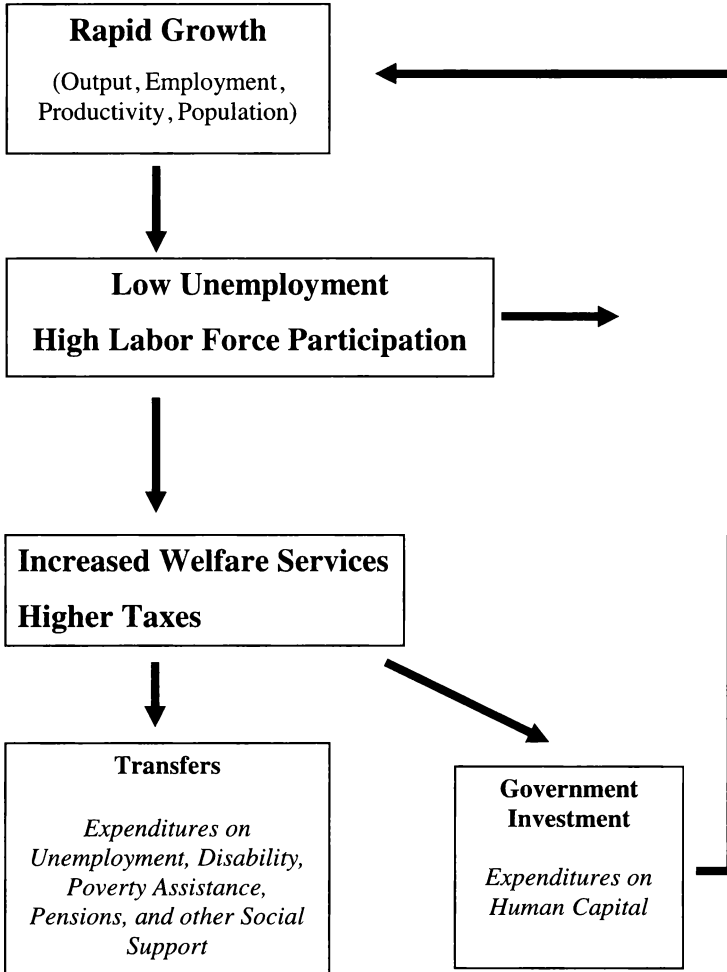 Rapid Growth
(Output, Employment,
Productivity, Population)
Low Unemployment
High Labor Force Participation
Increased Welfare Services
Higher Taxes
Transfers
Expenditures on
Unemployment, Disability,
Poverty Assistance,
Pensions, and other Social
Support
Government
Investment
Expenditures on
Human Capital